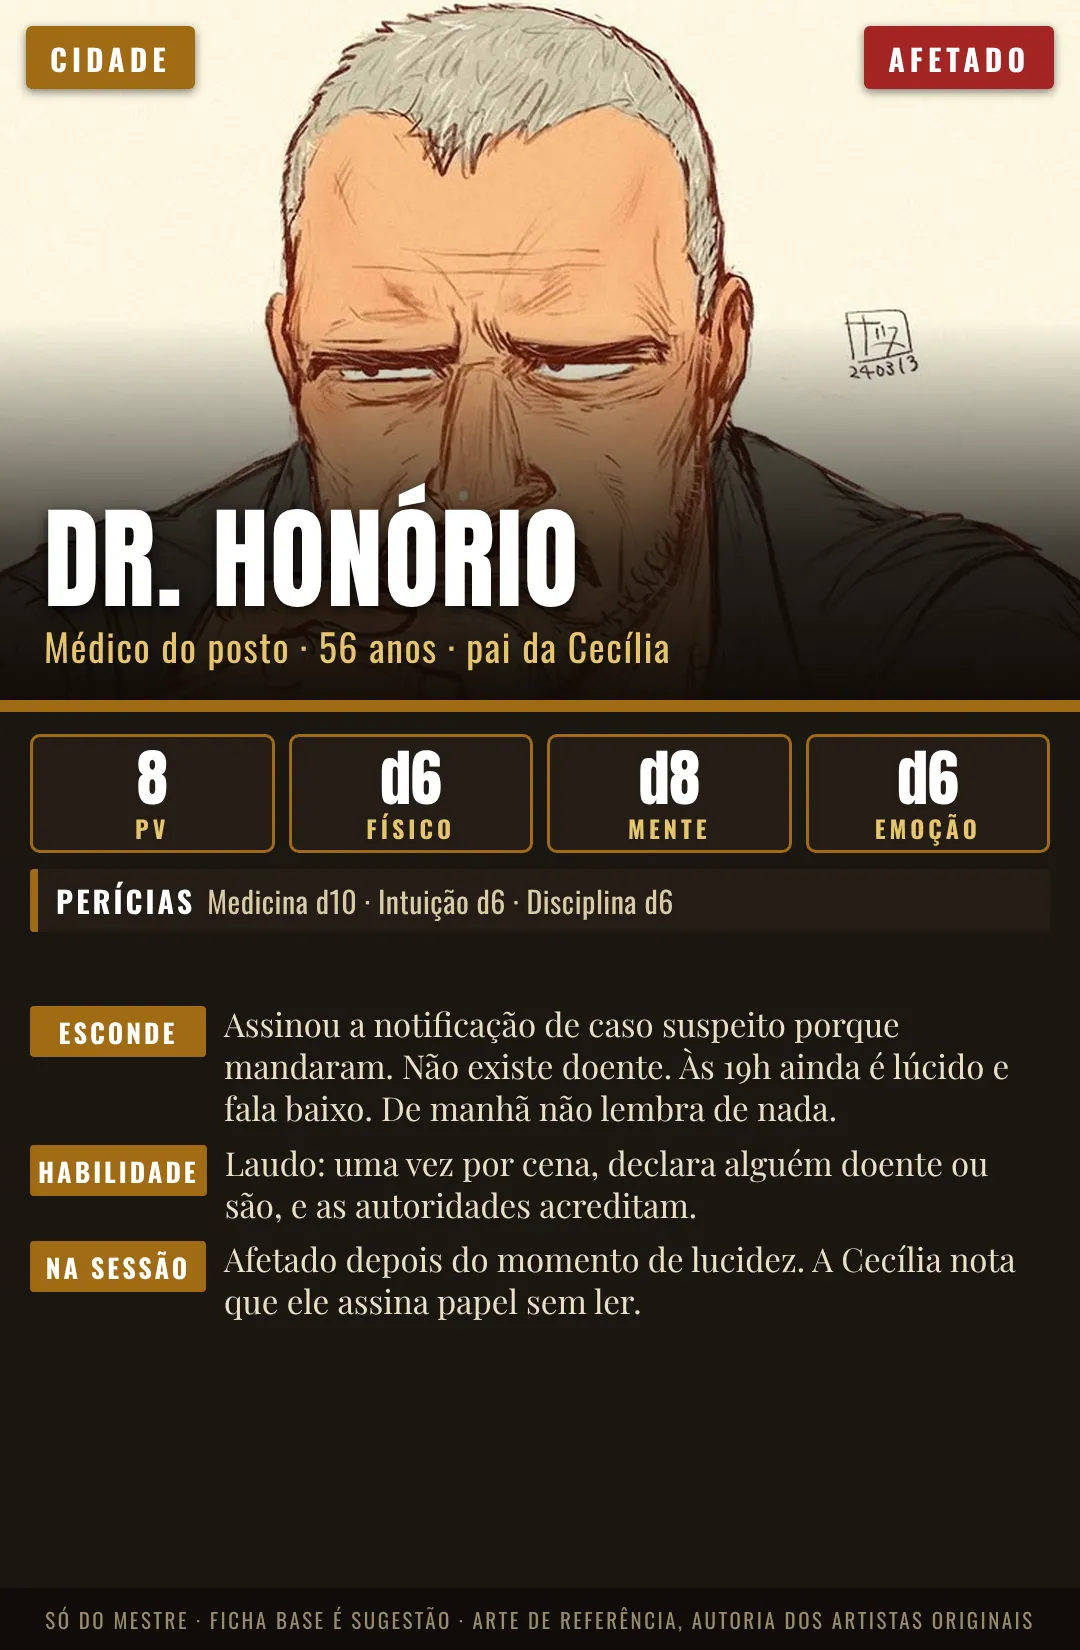 CIDADE
AFETADO
240313
DR. HONÓRIO
Médico do posto · 56 anos · pai da Cecília
8
PV
d6
FÍSICO
d8
MENTE
d6
EMOÇÃO
PERÍCIAS Medicina d10 · Intuição d6 · Disciplina d6
ESCONDE
Assinou a notificação de caso suspeito porque
mandaram. Não existe doente. Às 19h ainda é lúcido e
fala baixo. De manhã não lembra de nada.
HABILIDADE
Laudo: uma vez por cena, declara alguém doente ou
são, e as autoridades acreditam.
NA SESSÃO
Afetado depois do momento de lucidez. A Cecília nota
que ele assina papel sem ler.
SÓ DO MESTRE · FICHA BASE É SUGESTÃO · ARTE DE REFERÊNCIA, AUTORIA DOS ARTISTAS ORIGINAIS